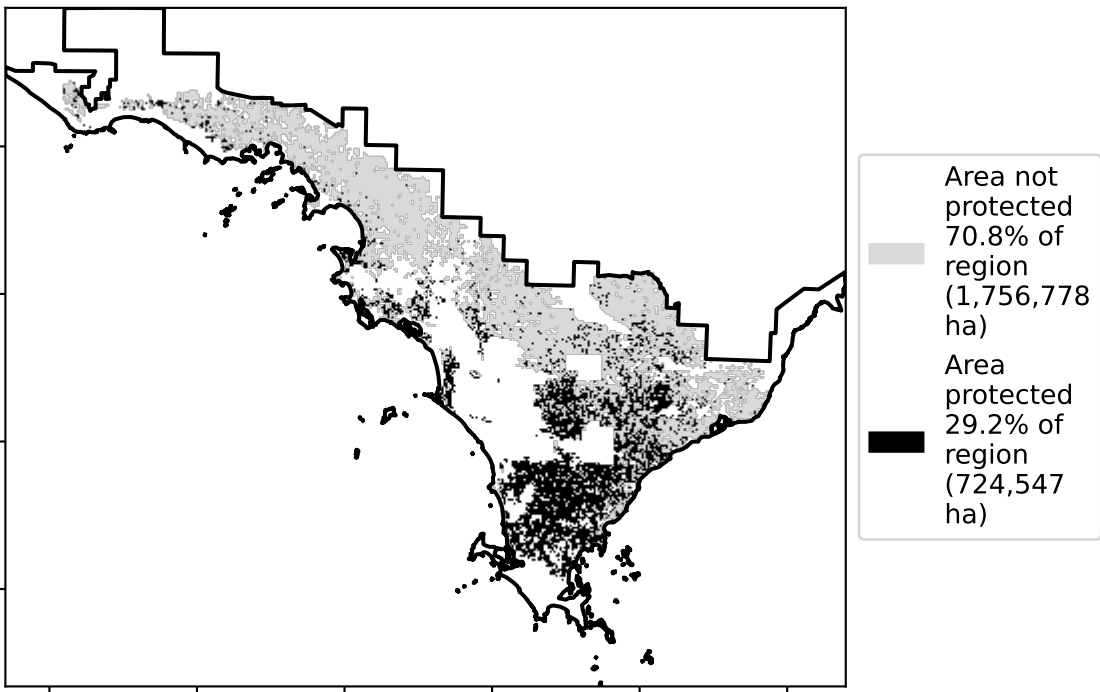 Area not
protected
70.8% of
region
(1,756,778
ha)
Area
protected
29.2% of
region
(724,547
ha)